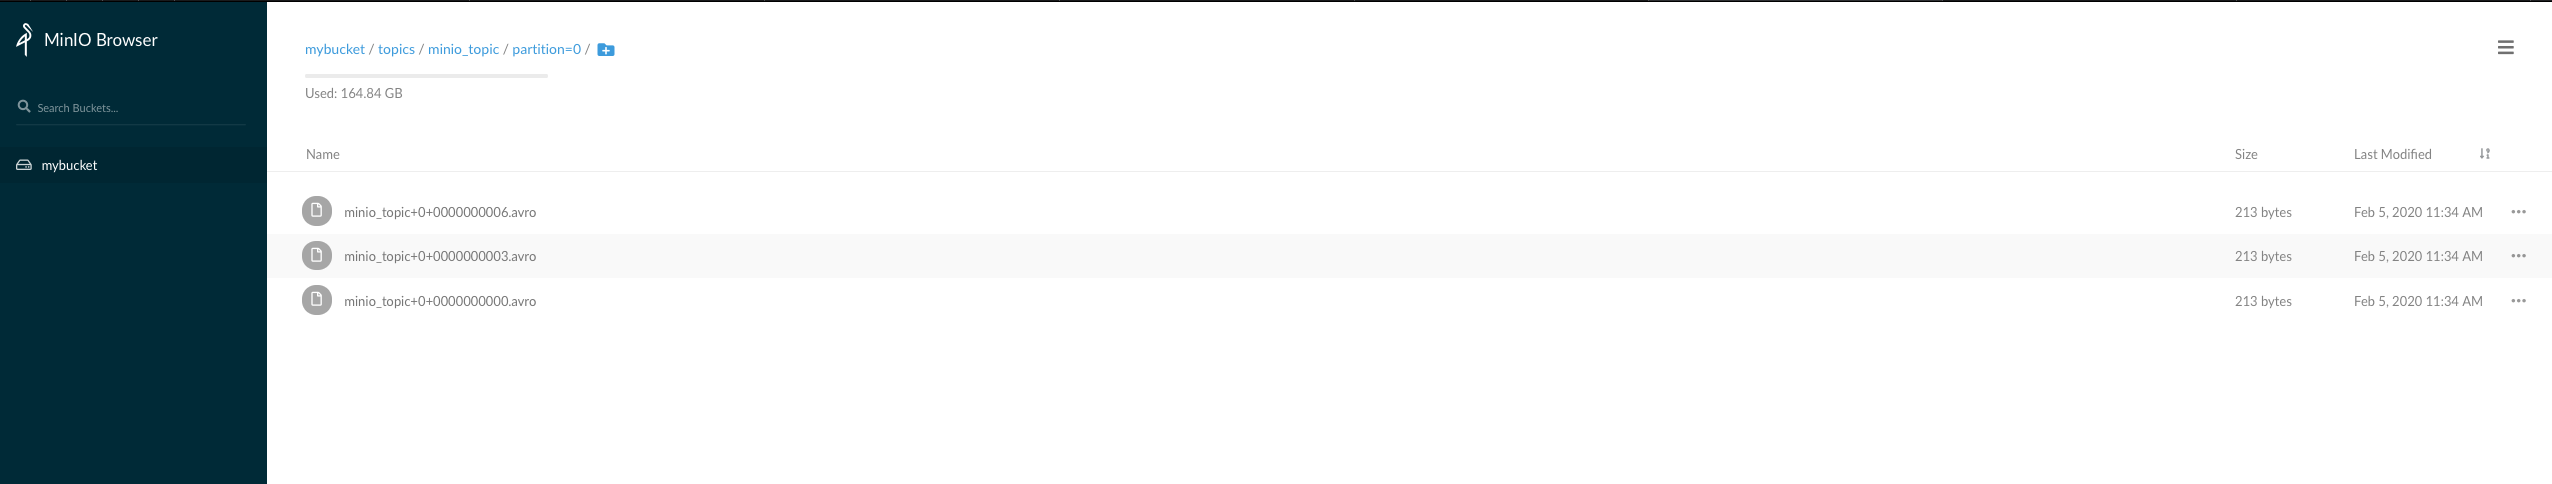 MinIO Browser
Search Buckets...
mybucket
mybucket / topics / minio_topic / partition=0 /
Used: 164.84 GB
Name Size Last Modified
minio_topic+0+0000000006.avro 213 bytes Feb 5, 2020 11:34 AM
minio_topic+0+0000000003.avro 213 bytes Feb 5, 2020 11:34 AM
minio_topic+0+0000000000.avro 213 bytes Feb 5, 2020 11:34 AM